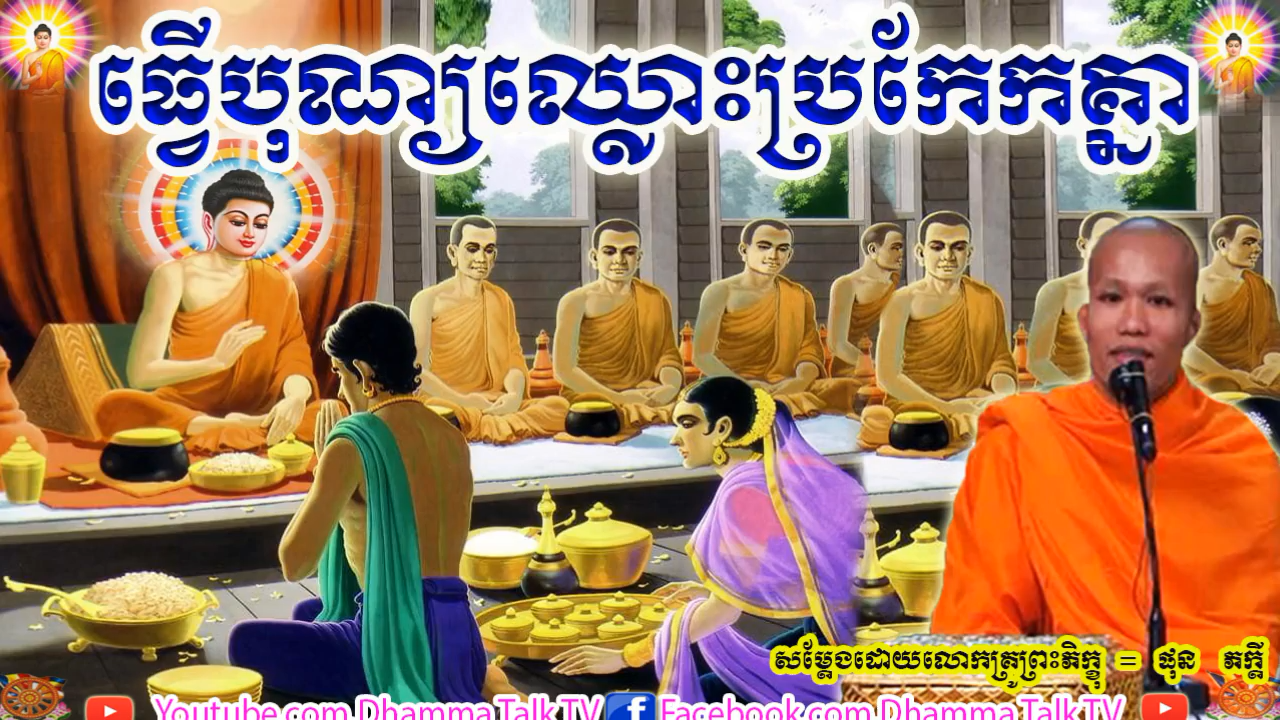 ធ្វើបុណ្យឈ្លោះប្រកែកគ្នា
សម្ដែងដោយលោកគ្រូព្រះភិក្ខុ = ផុន ភក្ដី
Youtube.com Dhamma Talk TV Facebook.com Dhamma Talk TV